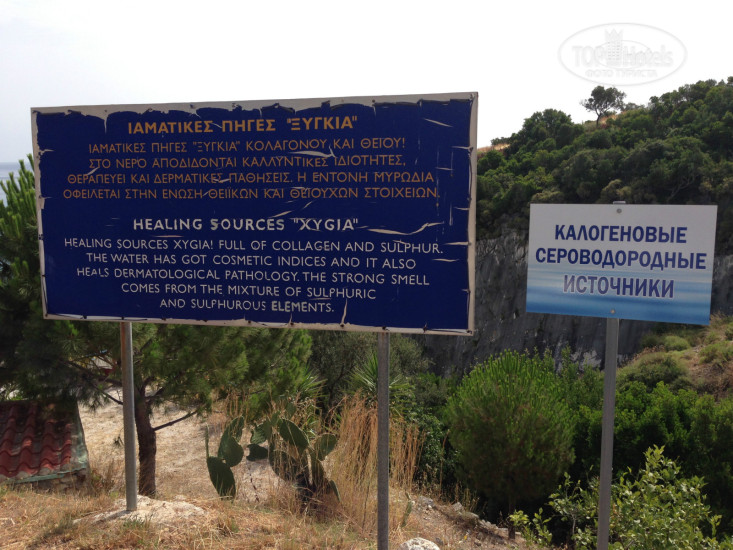 ΙΑΜΑΤΙΚΕΣ ΠΗΓΕΣ "ΞΥΓΚΙΑ"
ΙΑΜΑΤΙΚΕΣ ΠΗΓΕΣ "ΞΥΓΚΙΑ" ΚΟΛΑΓΟΝΟΥ ΚΑΙ ΘΕΙΟΥ!
ΣΤΟ ΝΕΡΟ ΑΠΟΔΙΔΟΝΤΑΙ ΚΑΛΛΥΝΤΙΚΕΣ ΙΔΙΟΤΗΤΕΣ,
ΘΕΡΑΠΕΥΕΙ ΚΑΙ ΔΕΡΜΑΤΙΚΕΣ ΠΑΘΗΣΕΙΣ. Η ΕΝΤΟΝΗ ΜΥΡΩΔΙΑ
ΟΦΕΙΛΕΤΑΙ ΣΤΗΝ ΕΝΩΣΗ ΘΕΙΪΚΩΝ ΚΑΙ ΘΕΙΟΥΧΩΝ ΣΤΟΙΧΕΙΩΝ.
HEALING SOURCES "XYGIA"
HEALING SOURCES XYGIA! FULL OF COLLAGEN AND SULPHUR.
THE WATER HAS GOT COSMETIC INDICES AND IT ALSO
HEALS DERMATOLOGICAL PATHOLOGY. THE STRONG SMELL
COMES FROM THE MIXTURE OF SULPHURIC
AND SULPHUROUS ELEMENTS.
КАЛОГЕНОВЫЕ
СЕРОВОДОРОДНЫЕ
ИСТОЧНИКИ
TOPHotels
ФОТО ТУРИСТА